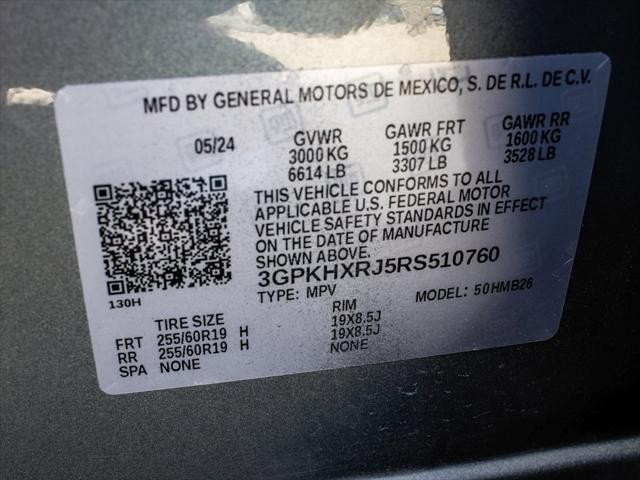 MFD BY GENERAL MOTORS DE MEXICO, S. DE R.L. DE C.V.
05/24 GVWR GAWR FRT GAWR RR
3000 KG 1500 KG 1600 KG
6614 LB 3307 LB 3528 LB
THIS VEHICLE CONFORMS TO ALL
APPLICABLE U.S. FEDERAL MOTOR
VEHICLE SAFETY STANDARDS IN EFFECT
ON THE DATE OF MANUFACTURE
SHOWN ABOVE.
3GPKHXRJ5RS510760
130H
TYPE: MPV MODEL: 50HMB26
TIRE SIZE RIM
FRT 255/60R19 H 19X8.5J
RR 255/60R19 H 19X8.5J
SPA NONE NONE